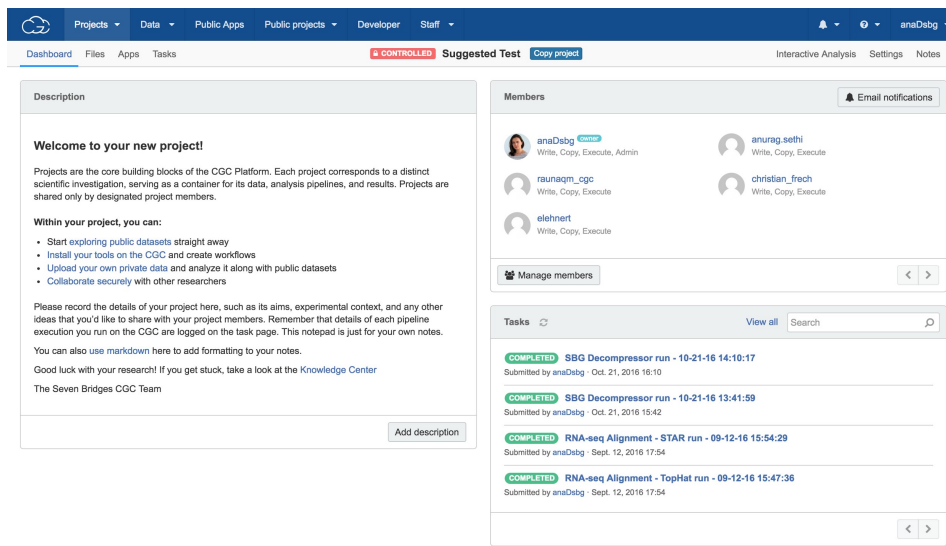 Projects Data Public Apps Public projects Developer Staff anaDsbg
Dashboard Files Apps Tasks CONTROLLED Suggested Test Copy project Interactive Analysis Settings Notes
Description
Welcome to your new project!
Projects are the core building blocks of the CGC Platform. Each project corresponds to a distinct
scientific investigation, serving as a container for its data, analysis pipelines, and results. Projects are
shared only by designated project members.
Within your project, you can:
• Start exploring public datasets straight away
• Install your tools on the CGC and create workflows
• Upload your own private data and analyze it along with public datasets
• Collaborate securely with other researchers
Please record the details of your project here, such as its aims, experimental context, and any other
ideas that you'd like to share with your project members. Remember that details of each pipeline
execution you run on the CGC are logged on the task page. This notepad is just for your own notes.
You can also use markdown here to add formatting to your notes.
Good luck with your research! If you get stuck, take a look at the Knowledge Center
The Seven Bridges CGC Team
Add description
Members
Email notifications
anaDsbg owner
Write, Copy, Execute, Admin
anurag.sethi
Write, Copy, Execute
raunaqm_cgc
Write, Copy, Execute
christian_frech
Write, Copy, Execute
elehnert
Write, Copy, Execute
Manage members
Tasks View all Search
COMPLETED SBG Decompressor run - 10-21-16 14:10:17
Submitted by anaDsbg · Oct. 21, 2016 16:10
COMPLETED SBG Decompressor run - 10-21-16 13:41:59
Submitted by anaDsbg · Oct. 21, 2016 15:42
COMPLETED RNA-seq Alignment - STAR run - 09-12-16 15:54:29
Submitted by anaDsbg · Sept. 12, 2016 17:54
COMPLETED RNA-seq Alignment - TopHat run - 09-12-16 15:47:36
Submitted by anaDsbg · Sept. 12, 2016 17:54